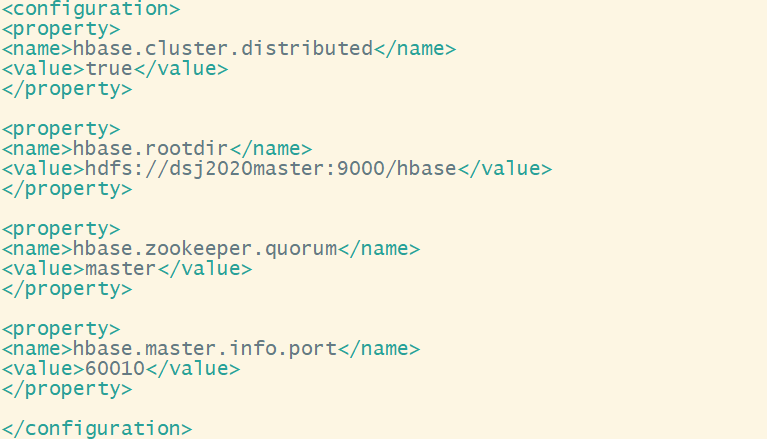 <configuration>
<property>
<name>hbase.cluster.distributed</name>
<value>true</value>
</property>
<property>
<name>hbase.rootdir</name>
<value>hdfs://dsj2020master:9000/hbase</value>
</property>
<property>
<name>hbase.zookeeper.quorum</name>
<value>master</value>
</property>
<property>
<name>hbase.master.info.port</name>
<value>60010</value>
</property>
</configuration>